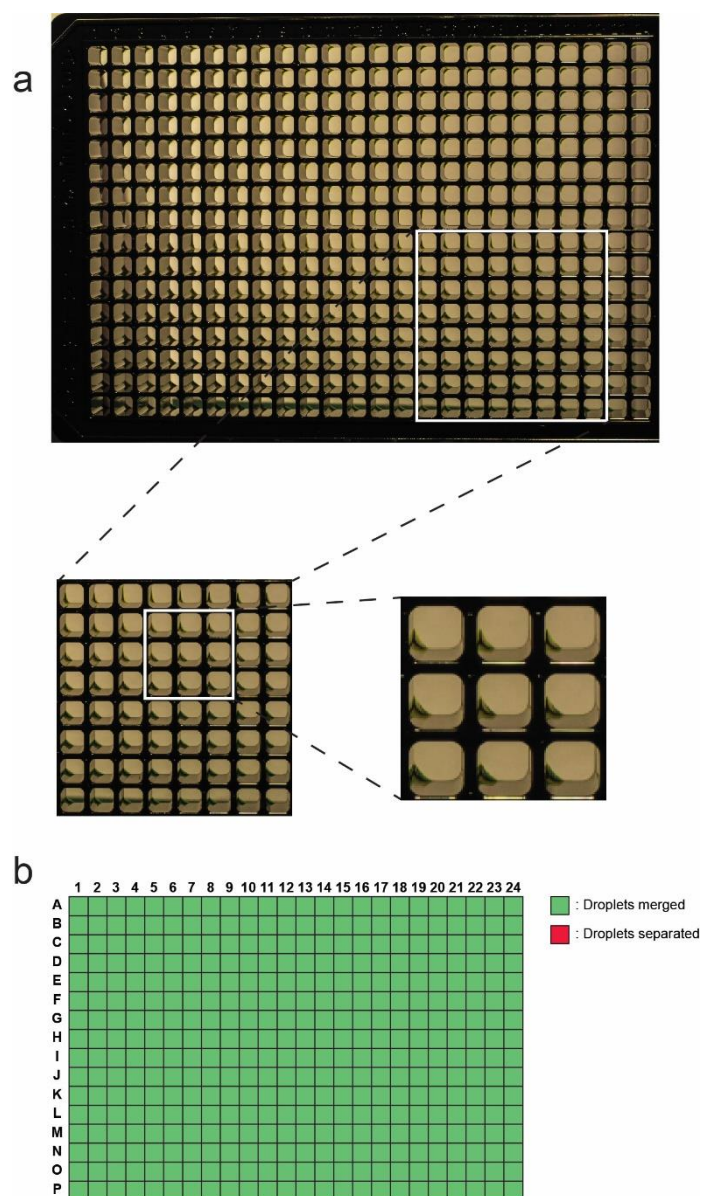 a
b
1 2 3 4 5 6 7 8 9 10 11 12 13 14 15 16 17 18 19 20 21 22 23 24
A
: Droplets merged
B
C
: Droplets separated
D
E
F
G
H
I
J
K
L
M
N
O
P